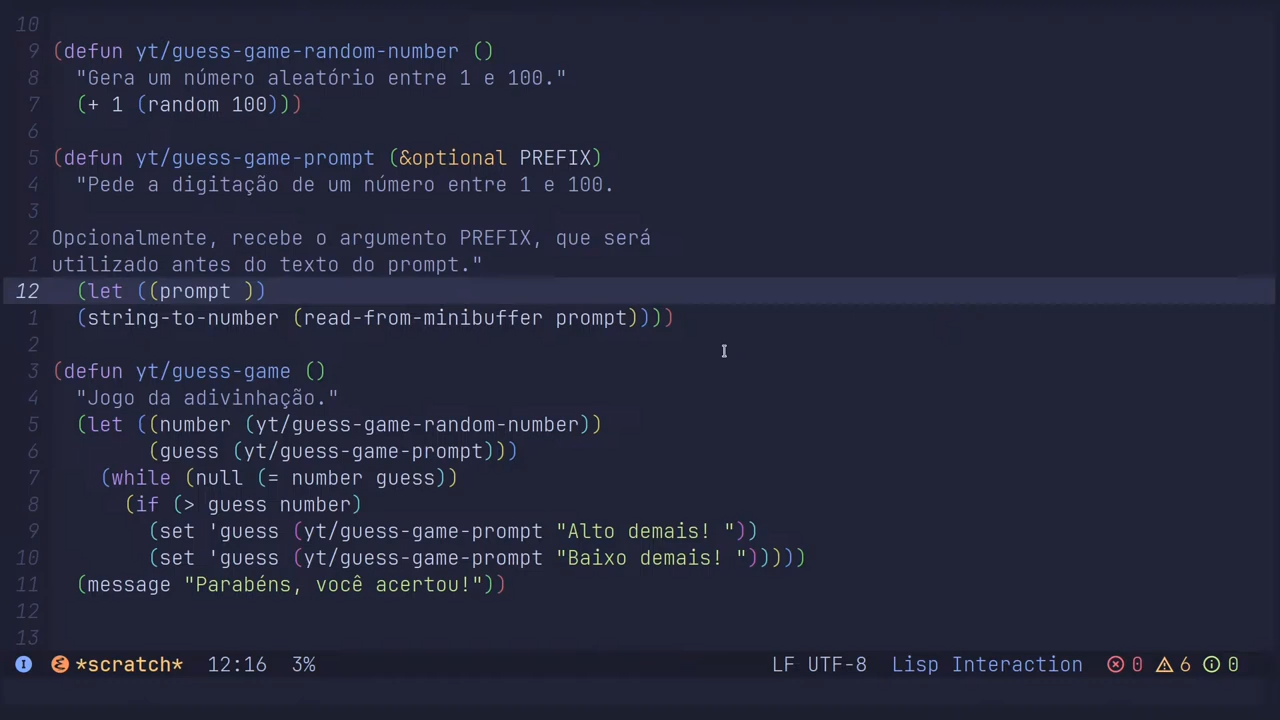 10
9 (defun yt/guess-game-random-number ()
8 "Gera um número aleatório entre 1 e 100."
7 (+ 1 (random 100)))
6
5 (defun yt/guess-game-prompt (&optional PREFIX)
4 "Pede a digitação de um número entre 1 e 100.
3
2 Opcionalmente, recebe o argumento PREFIX, que será
1 utilizado antes do texto do prompt."
12 (let ((prompt ))
1 (string-to-number (read-from-minibuffer prompt))))
2
3 (defun yt/guess-game ()
4 "Jogo da adivinhação."
5 (let ((number (yt/guess-game-random-number))
6 (guess (yt/guess-game-prompt)))
7 (while (null (= number guess))
8 (if (> guess number)
9 (set 'guess (yt/guess-game-prompt "Alto demais! "))
10 (set 'guess (yt/guess-game-prompt "Baixo demais! ")))))
11 (message "Parabéns, você acertou!"))
12
13
I *scratch* 12:16 3% LF UTF-8 Lisp Interaction 0 6 0